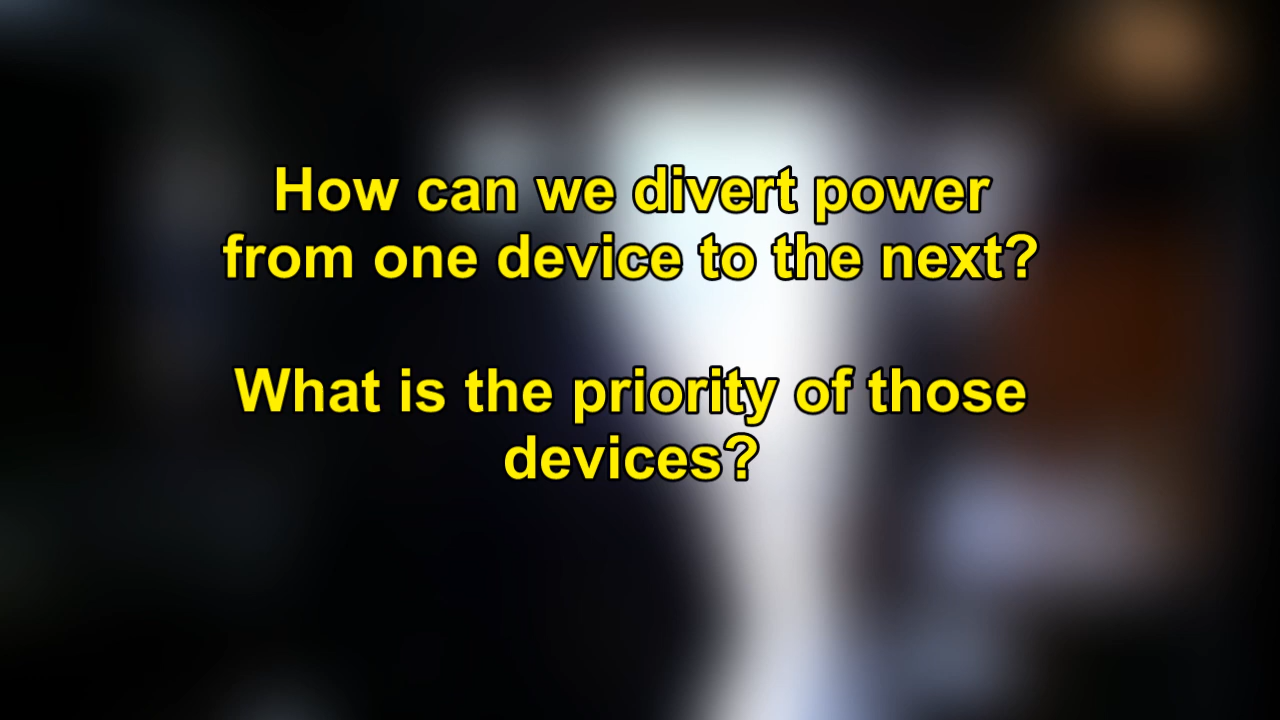 How can we divert power
from one device to the next?
What is the priority of those
devices?